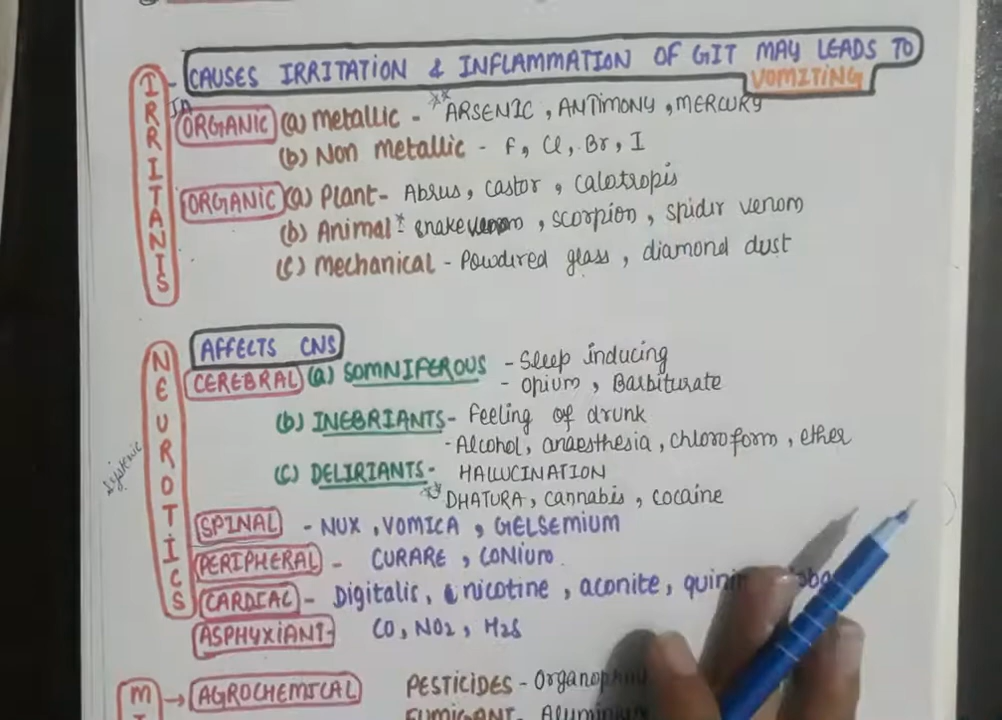 CAUSES IRRITATION & INFLAMMATION OF GIT MAY LEADS TO
VOMITING
IRRITANTS
IN
ORGANIC (a) Metallic - ** ARSENIC, ANTIMONY, MERCURY
(b) Non metallic - F, Cl, Br, I
ORGANIC (a) Plant - Abrus, castor, calotropis
(b) Animal * - snake venom, scorpion, spider venom
(c) Mechanical - Powdered glass, diamond dust
NEUROTICS
Systemic
AFFECTS CNS
CEREBRAL (a) SOMNIFEROUS - Sleep inducing
- Opium, Barbiturate
(b) INEBRIANTS - Feeling of drunk
- Alcohol, anaesthesia, chloroform, ether
(c) DELIRIANTS - HALLUCINATION
** DHATURA, cannabis, cocaine
SPINAL - NUX, VOMICA, GELSEMIUM
PERIPHERAL - CURARE, CONIUM
CARDIAC - Digitalis, nicotine, aconite,
ASPHYXIANT - CO, NO2, H2S
M
→ AGROCHEMICAL PESTICIDES -
FUMIGANT -